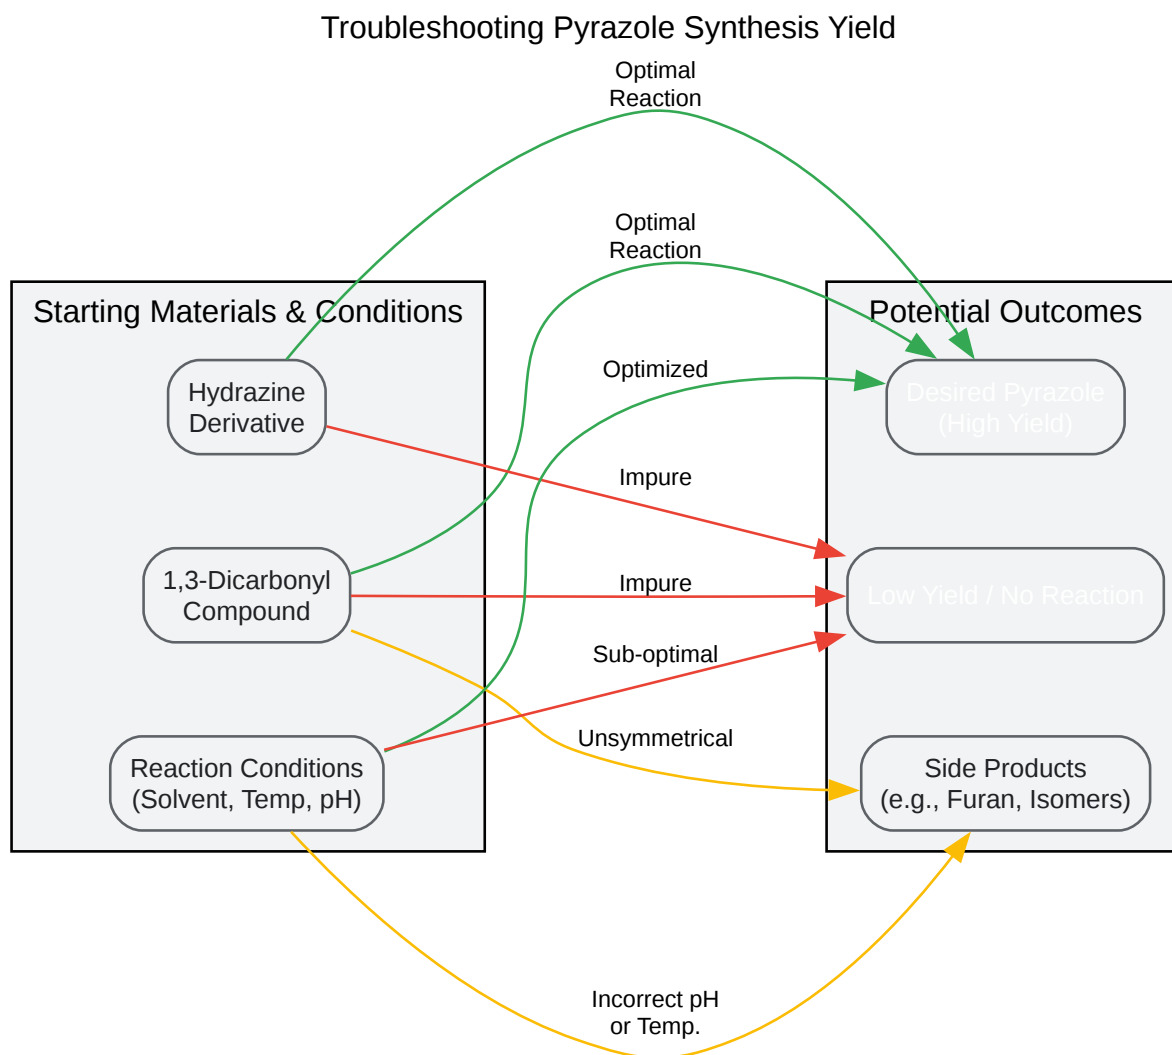 Troubleshooting Pyrazole Synthesis Yield
Optimal
Reaction
Optimal
Reaction
Starting Materials & Conditions
Potential Outcomes
Hydrazine
Derivative
Optimized
Desired Pyrazole
(High Yield)
Impure
1,3-Dicarbonyl
Compound
Impure
Low Yield / No Reaction
Sub-optimal
Unsymmetrical
Reaction Conditions
(Solvent, Temp, pH)
Side Products
(e.g., Furan, Isomers)
Incorrect pH
or Temp.